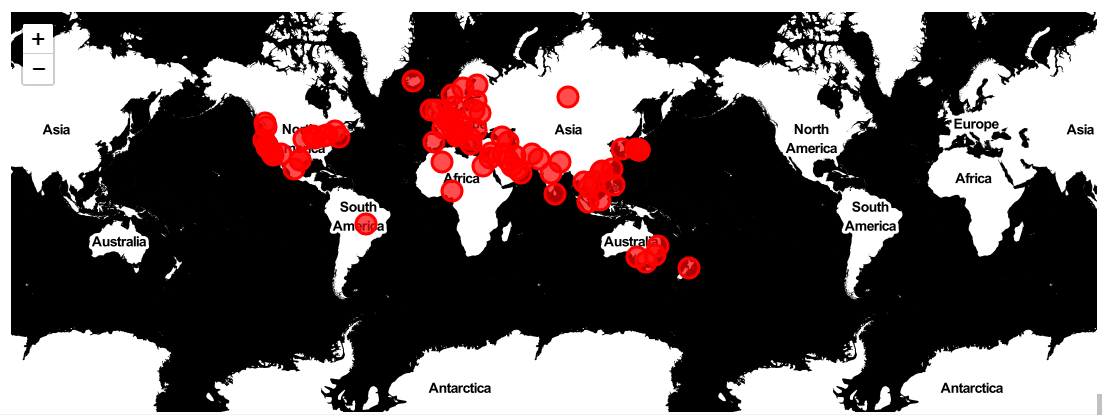 +
−
Asia
North
America
Asia
North
America
Europe
Asia
Africa
Africa
South
America
South
America
Australia
Australia
Antarctica
Antarctica